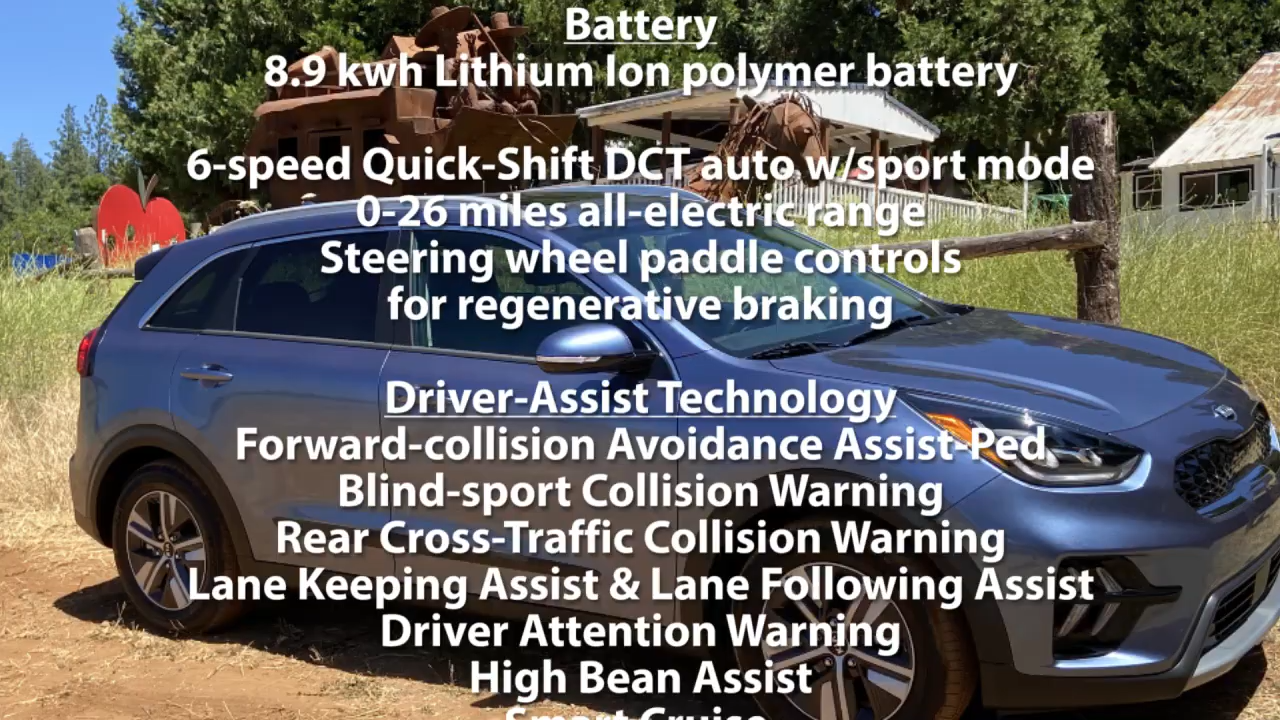 Battery
8.9 kwh Lithium Ion polymer battery
6-speed Quick-Shift DCT auto w/sport mode
0-26 miles all-electric range
Steering wheel paddle controls
for regenerative braking
Driver-Assist Technology
Forward-collision Avoidance Assist-Ped
Blind-sport Collision Warning
Rear Cross-Traffic Collision Warning
Lane Keeping Assist & Lane Following Assist
Driver Attention Warning
High Bean Assist
Smart Cruise